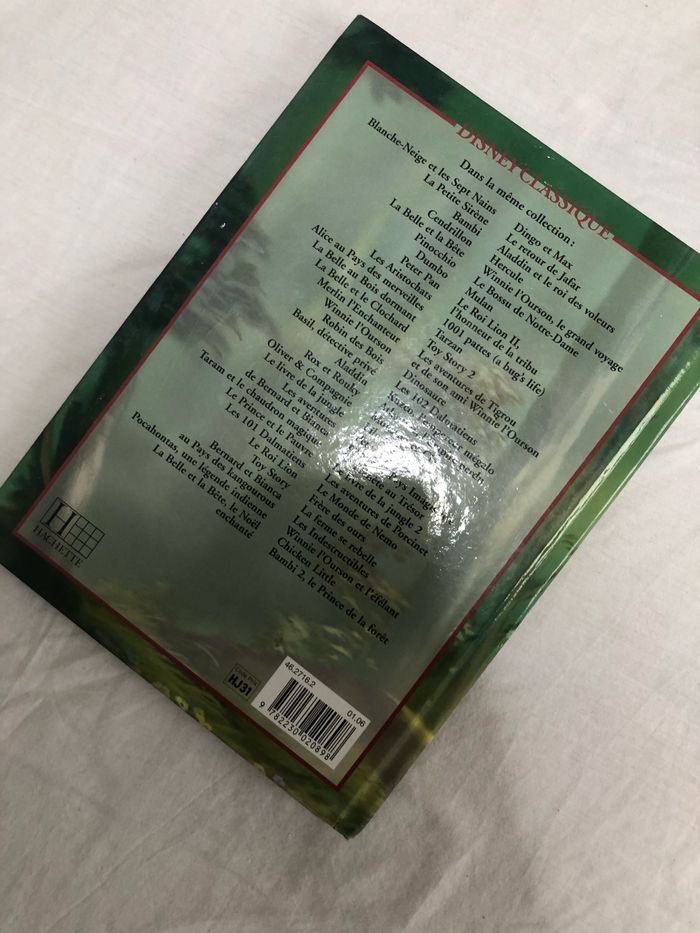 DISNEY CLASSIQUE
Dans la même collection :
Blanche-Neige et les Sept Nains
La Petite Sirène
Bambi
Cendrillon
La Belle et la Bête
Pinocchio
Dumbo
Peter Pan
Les Aristochats
Alice au Pays des merveilles
La Belle au Bois dormant
La Belle et le Clochard
Merlin l'Enchanteur
Winnie l'Ourson
Robin des Bois
Basil, détective privé
Aladdin
Rox et Rouky
Oliver & Compagnie
Le livre de la Jungle
Les aventures
de Bernard et Bianca
Taram et le chaudron magique
Le Prince et le Pauvre
Les 101 Dalmatiens
Le Roi Lion
Toy Story
Bernard et Bianca
au Pays des kangourous
Pocahontas, une légende indienne
La Belle et la Bête, le Noël
enchanté
Dingo et Max
Le retour de Jafar
Aladdin et le roi des voleurs
Hercule
Winnie l'Ourson, le grand voyage
Le Bossu de Notre-Dame
Mulan
Le Roi Lion II,
l'honneur de la tribu
1001 pattes (a bug's life)
Tarzan
Toy Story 2
Les aventures de Tigrou
et de son ami Winnie l'Ourson
Dinosaure
Les 102 Dalmatiens
mégalo
perdu
livre de la jungle 2
Les aventures de Porcinet
Le Monde de Nemo
Frère des ours
La ferme se rebelle
Les Indestructibles
Winnie l'Ourson et l'éfélant
Chicken Little
Bambi 2, le Prince de la forêt
H
HACHETTE
Code Prix
HJ31
46.2716.2
01.06
9 782230 020898